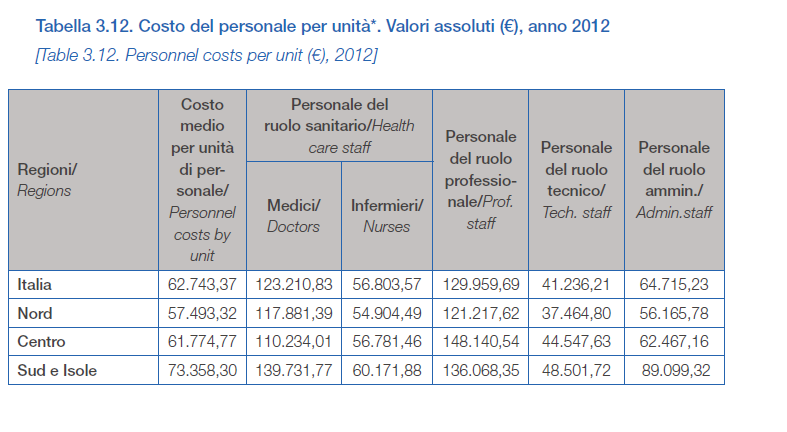 Tabella 3.12. Costo del personale per unità*. Valori assoluti (€), anno 2012
[Table 3.12. Personnel costs per unit (€), 2012]
Regioni/
Regions
Costo
medio
per unità
di per-
sonale/
Personnel
costs by
unit
Personale del
ruolo sanitario/Health
care staff
Medici/
Doctors
Infermieri/
Nurses
Personale
del ruolo
professio-
nale/Prof.
staff
Personale
del ruolo
tecnico/
Tech. staff
Personale
del ruolo
ammin./
Admin.staff
Italia 62.743,37 123.210,83 56.803,57 129.959,69 41.236,21 64.715,23
Nord 57.493,32 117.881,39 54.904,49 121.217,62 37.464,80 56.165,78
Centro 61.774,77 110.234,01 56.781,46 148.140,54 44.547,63 62.467,16
Sud e Isole 73.358,30 139.731,77 60.171,88 136.068,35 48.501,72 89.099,32